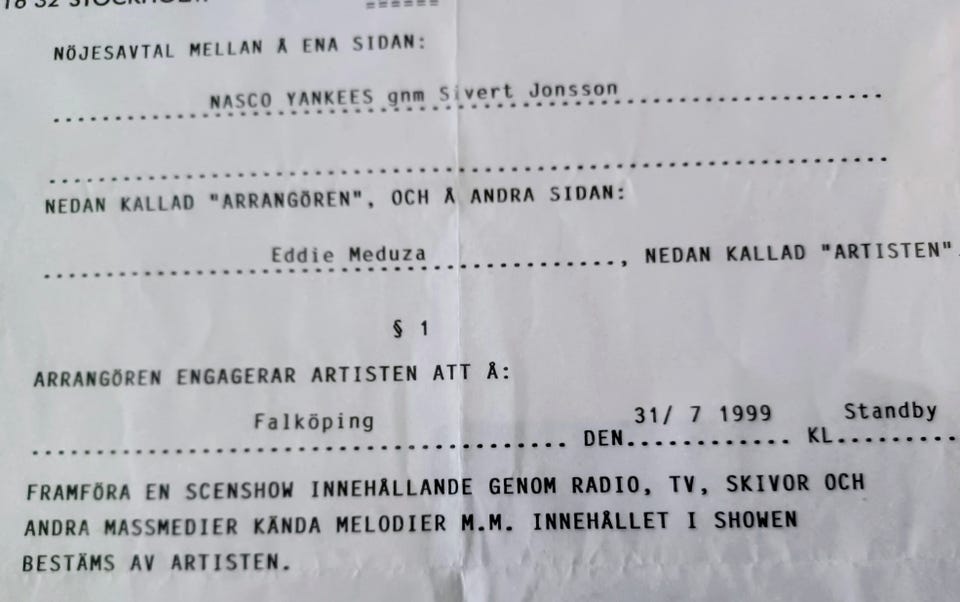 STOCKHOLM
======
NÖJESAVTAL MELLAN Å ENA SIDAN:
NASCO YANKEES gnm Sivert Jonsson
NEDAN KALLAD "ARRANGÖREN", OCH Å ANDRA SIDAN:
Eddie Meduza, NEDAN KALLAD "ARTISTEN".
§ 1
ARRANGÖREN ENGAGERAR ARTISTEN ATT Å:
Falköping DEN 31/ 7 1999 KL Standby
FRAMFÖRA EN SCENSHOW INNEHÅLLANDE GENOM RADIO, TV, SKIVOR OCH
ANDRA MASSMEDIER KÄNDA MELODIER M.M. INNEHÅLLET I SHOWEN
BESTÄMS AV ARTISTEN.